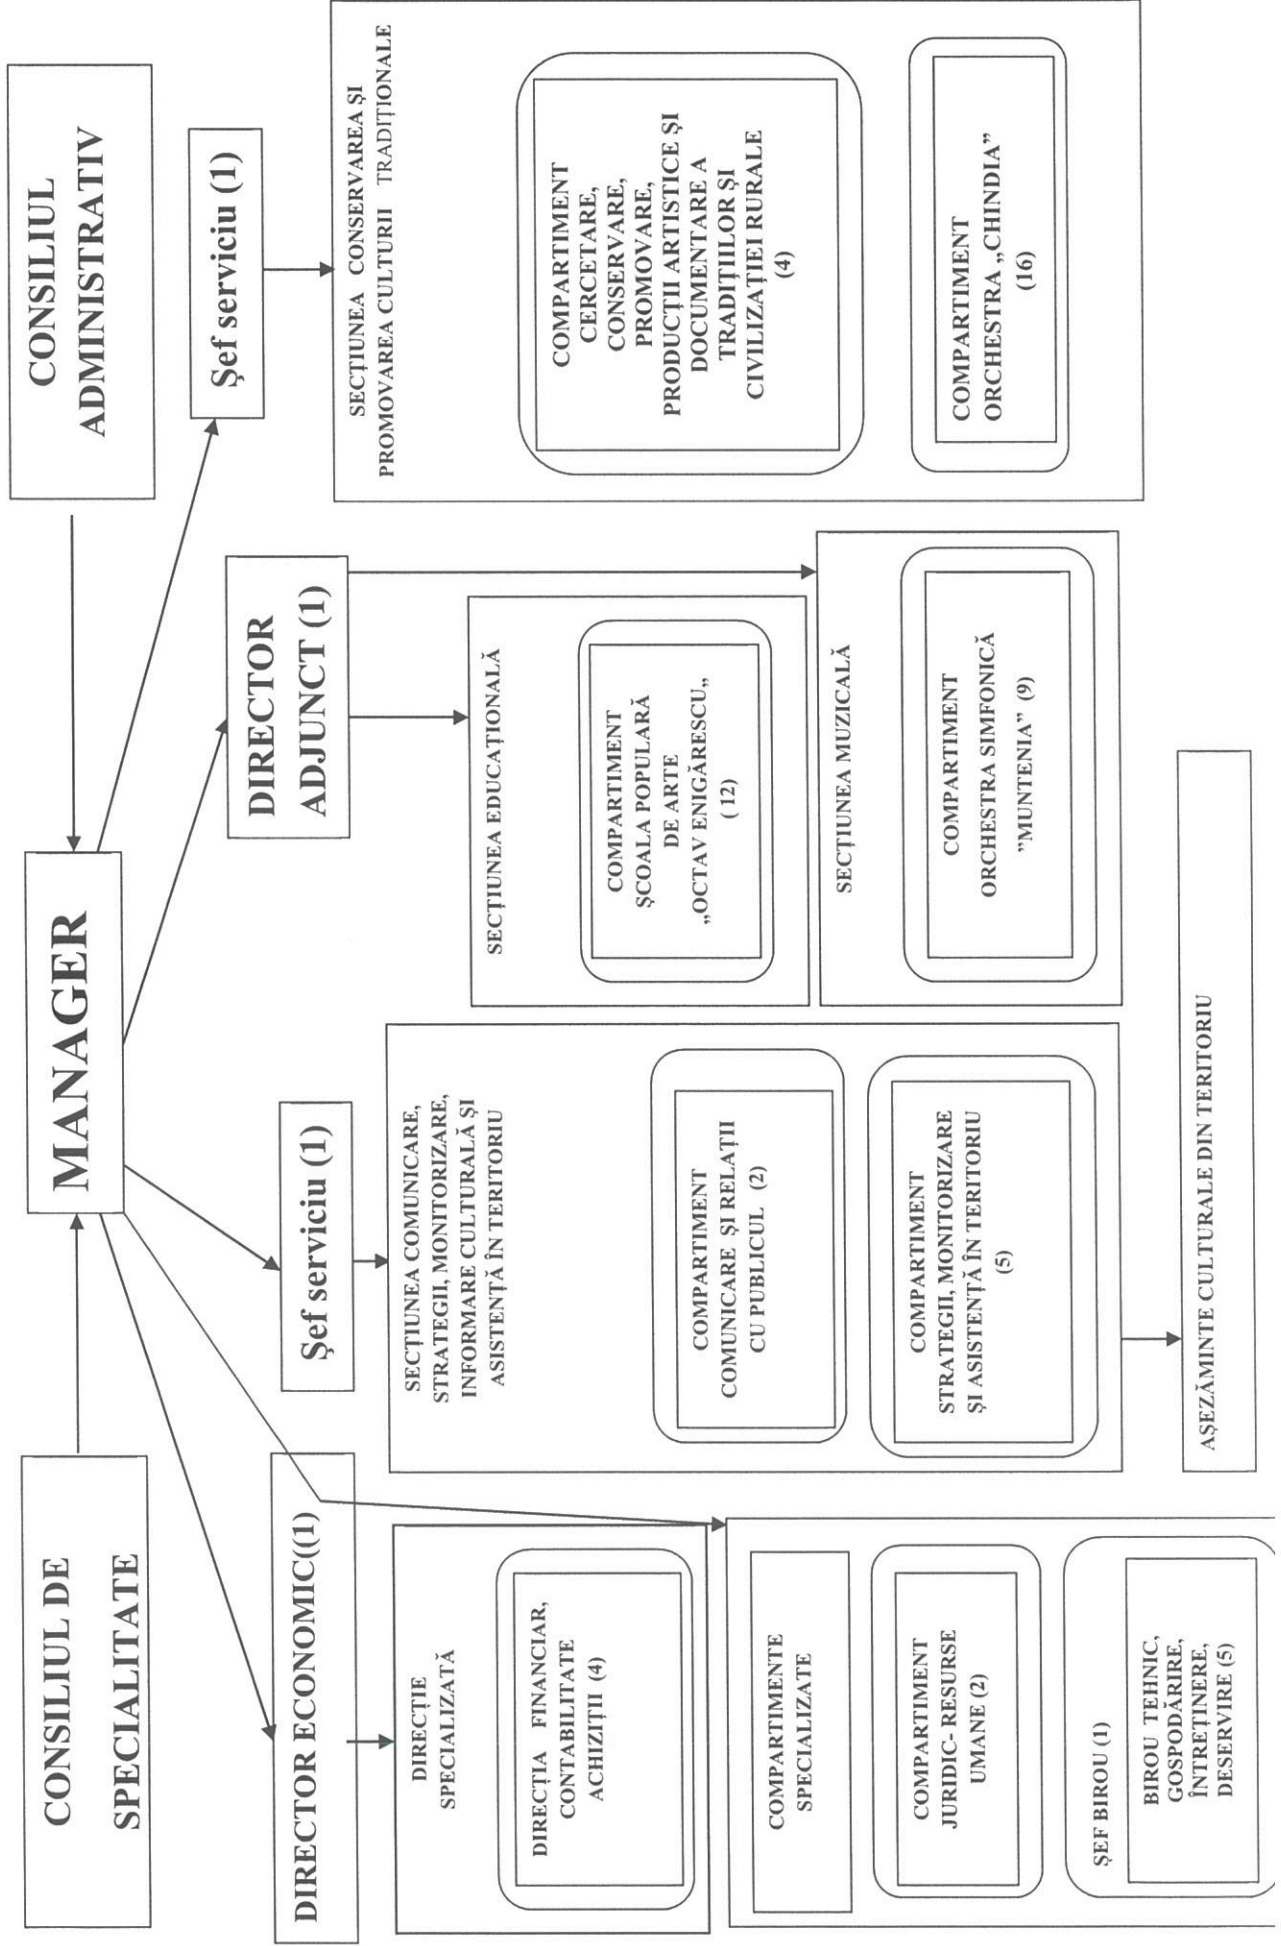 CONSILIUL DE
SPECIALITATE
MANAGER
CONSILIUL
ADMINISTRATIV
DIRECTOR ECONOMIC((1)
Şef serviciu (1)
DIRECTOR
ADJUNCT (1)
Şef serviciu (1)
DIRECŢIE
SPECIALIZATĂ
DIRECŢIA FINANCIAR,
CONTABILITATE
ACHIZIŢII (4)
COMPARTIMENTE
SPECIALIZATE
COMPARTIMENT
JURIDIC- RESURSE
UMANE (2)
ŞEF BIROU (1)
BIROU TEHNIC,
GOSPODĂRIRE,
ÎNTREŢINERE,
DESERVIRE (5)
SECŢIUNEA COMUNICARE,
STRATEGII, MONITORIZARE,
INFORMARE CULTURALĂ ŞI
ASISTENŢĂ ÎN TERITORIU
COMPARTIMENT
COMUNICARE ŞI RELAŢII
CU PUBLICUL (2)
COMPARTIMENT
STRATEGII, MONITORIZARE
ŞI ASISTENŢĂ ÎN TERITORIU
(5)
AŞEZĂMINTE CULTURALE DIN TERITORIU
SECŢIUNEA EDUCAŢIONALĂ
COMPARTIMENT
ŞCOALA POPULARĂ
DE ARTE
„OCTAV ENIGĂRESCU„
( 12)
SECŢIUNEA MUZICALĂ
COMPARTIMENT
ORCHESTRA SIMFONICĂ
”MUNTENIA” (9)
SECŢIUNEA CONSERVAREA ŞI
PROMOVAREA CULTURII TRADIŢIONALE
COMPARTIMENT
CERCETARE,
CONSERVARE,
PROMOVARE,
PRODUCŢII ARTISTICE ŞI
DOCUMENTARE A
TRADIŢIILOR ŞI
CIVILIZAŢIEI RURALE
(4)
COMPARTIMENT
ORCHESTRA „CHINDIA”
(16)